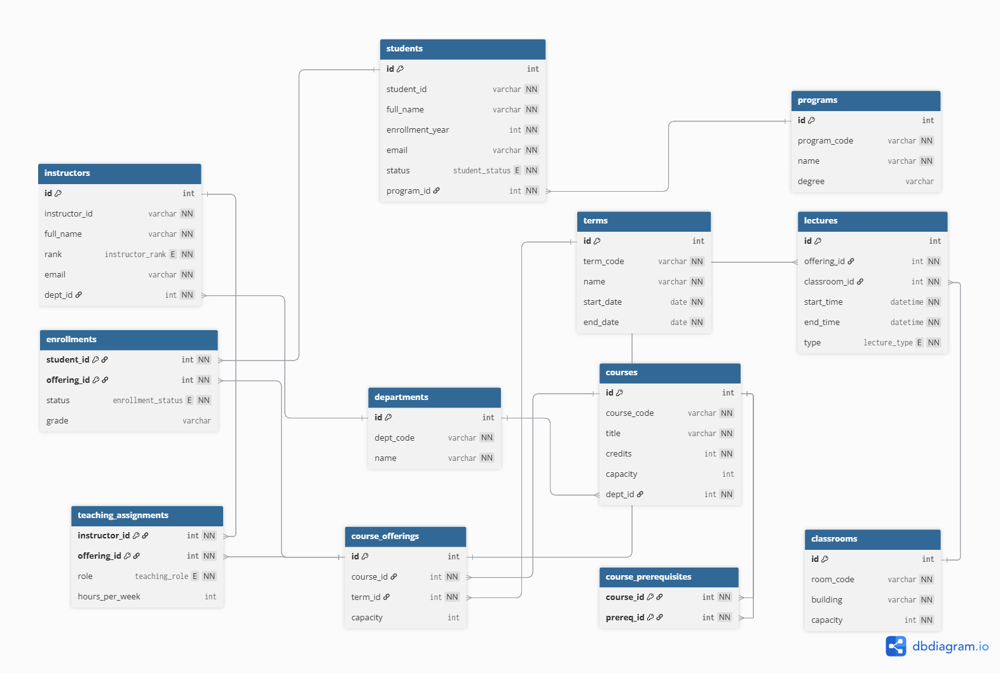 students
id int
student_id varchar NN
full_name varchar NN
enrollment_year int NN
email varchar NN
status student_status E NN
program_id int NN
programs
id int
program_code varchar NN
name varchar NN
degree varchar
instructors
id int
instructor_id varchar NN
full_name varchar NN
rank instructor_rank E NN
email varchar NN
dept_id int NN
terms
id int
term_code varchar NN
name varchar NN
start_date date NN
end_date date NN
lectures
id int
offering_id int NN
classroom_id int NN
start_time datetime NN
end_time datetime NN
type lecture_type E NN
enrollments
student_id int NN
offering_id int NN
status enrollment_status E NN
grade varchar
departments
id int
dept_code varchar NN
name varchar NN
courses
id int
course_code varchar NN
title varchar NN
credits int NN
capacity int
dept_id int NN
teaching_assignments
instructor_id int NN
offering_id int NN
role teaching_role E NN
hours_per_week int
course_offerings
id int
course_id int NN
term_id int NN
capacity int
course_prerequisites
course_id int NN
prereq_id int NN
classrooms
id int
room_code varchar NN
building varchar NN
capacity int NN
dbdiagram.io